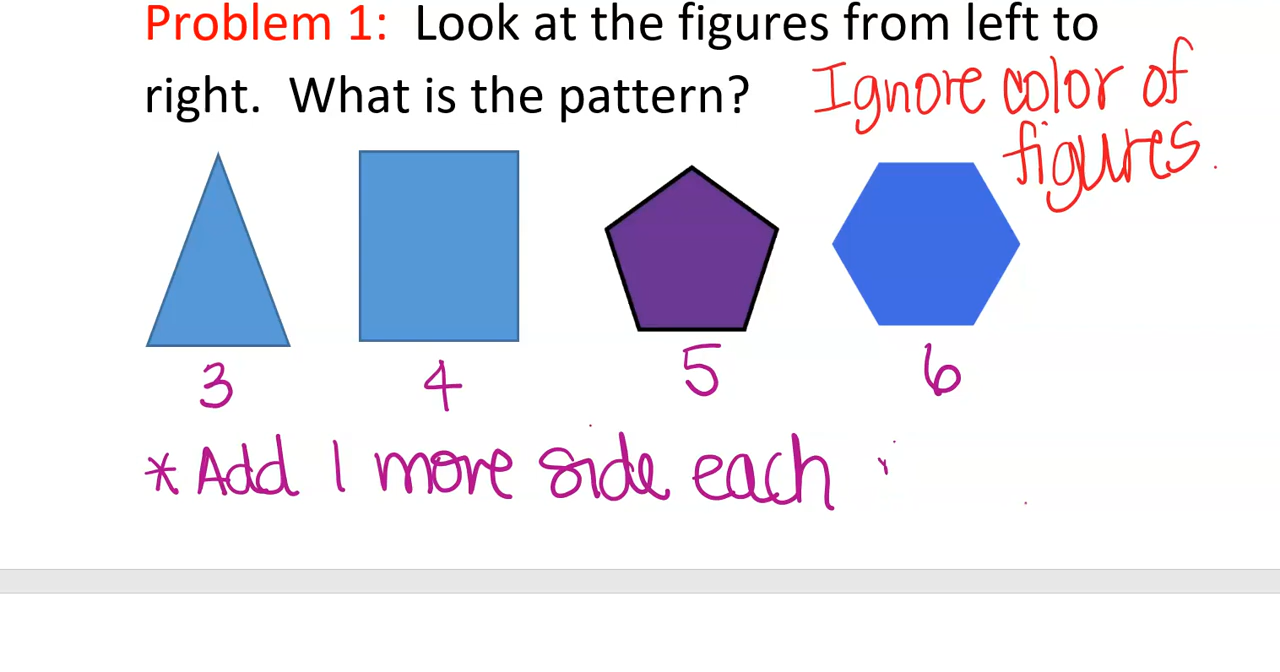 Problem 1: Look at the figures from left to
right. What is the pattern?
Ignore color of
figures.
3 4 5 6
* Add 1 more side each